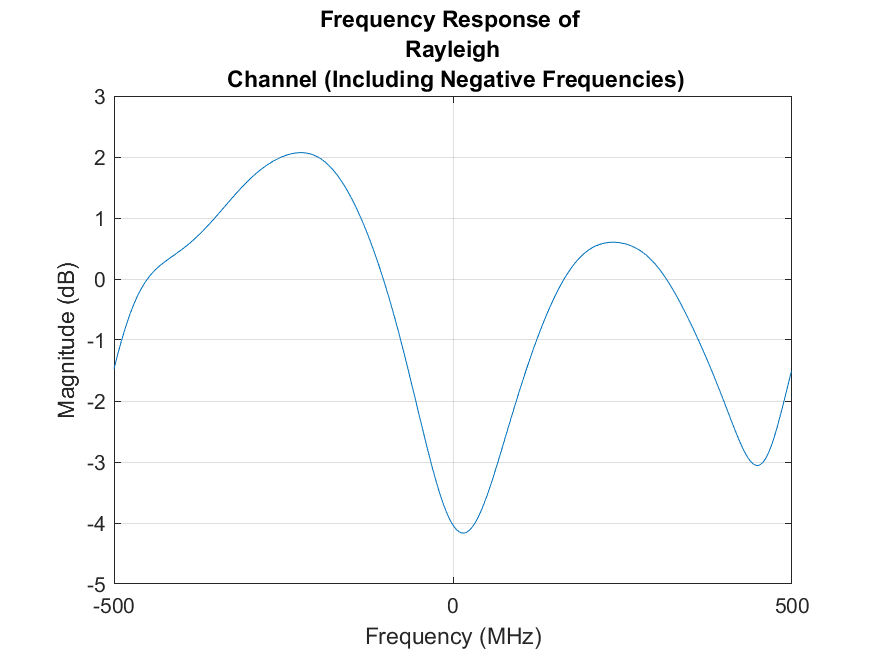 Frequency Response of
Rayleigh
Channel (Including Negative Frequencies)
3
2
1
0
-1
-2
-3
-4
-5
Magnitude (dB)
-500
0
500
Frequency (MHz)